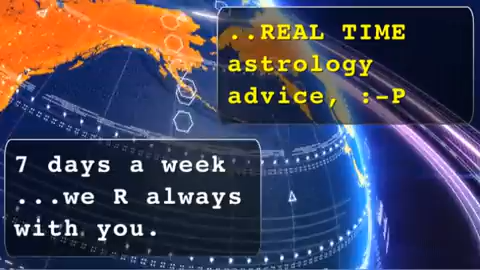 ..REAL TIME
astrology
advice, :-P
7 days a week
...we R always
with you.